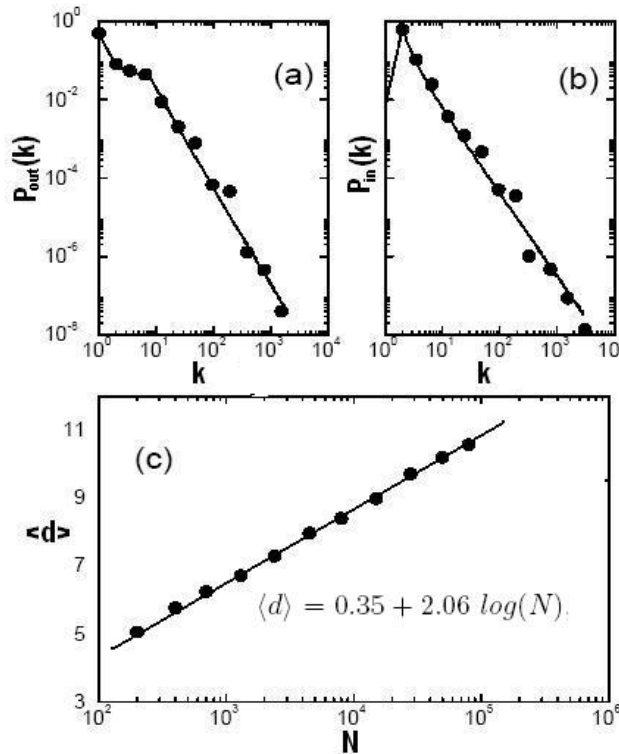 10^0
10^-2
10^-4
10^-6
10^-8
P_out(k)
(a)
10^0 10^1 10^2 10^3 10^4
k
P_in(k)
(b)
10^0 10^1 10^2 10^3 10
k
11
9
7
5
3
<d>
(c)
⟨d⟩ = 0.35 + 2.06 log(N)
10^2 10^3 10^4 10^5 10^6
N